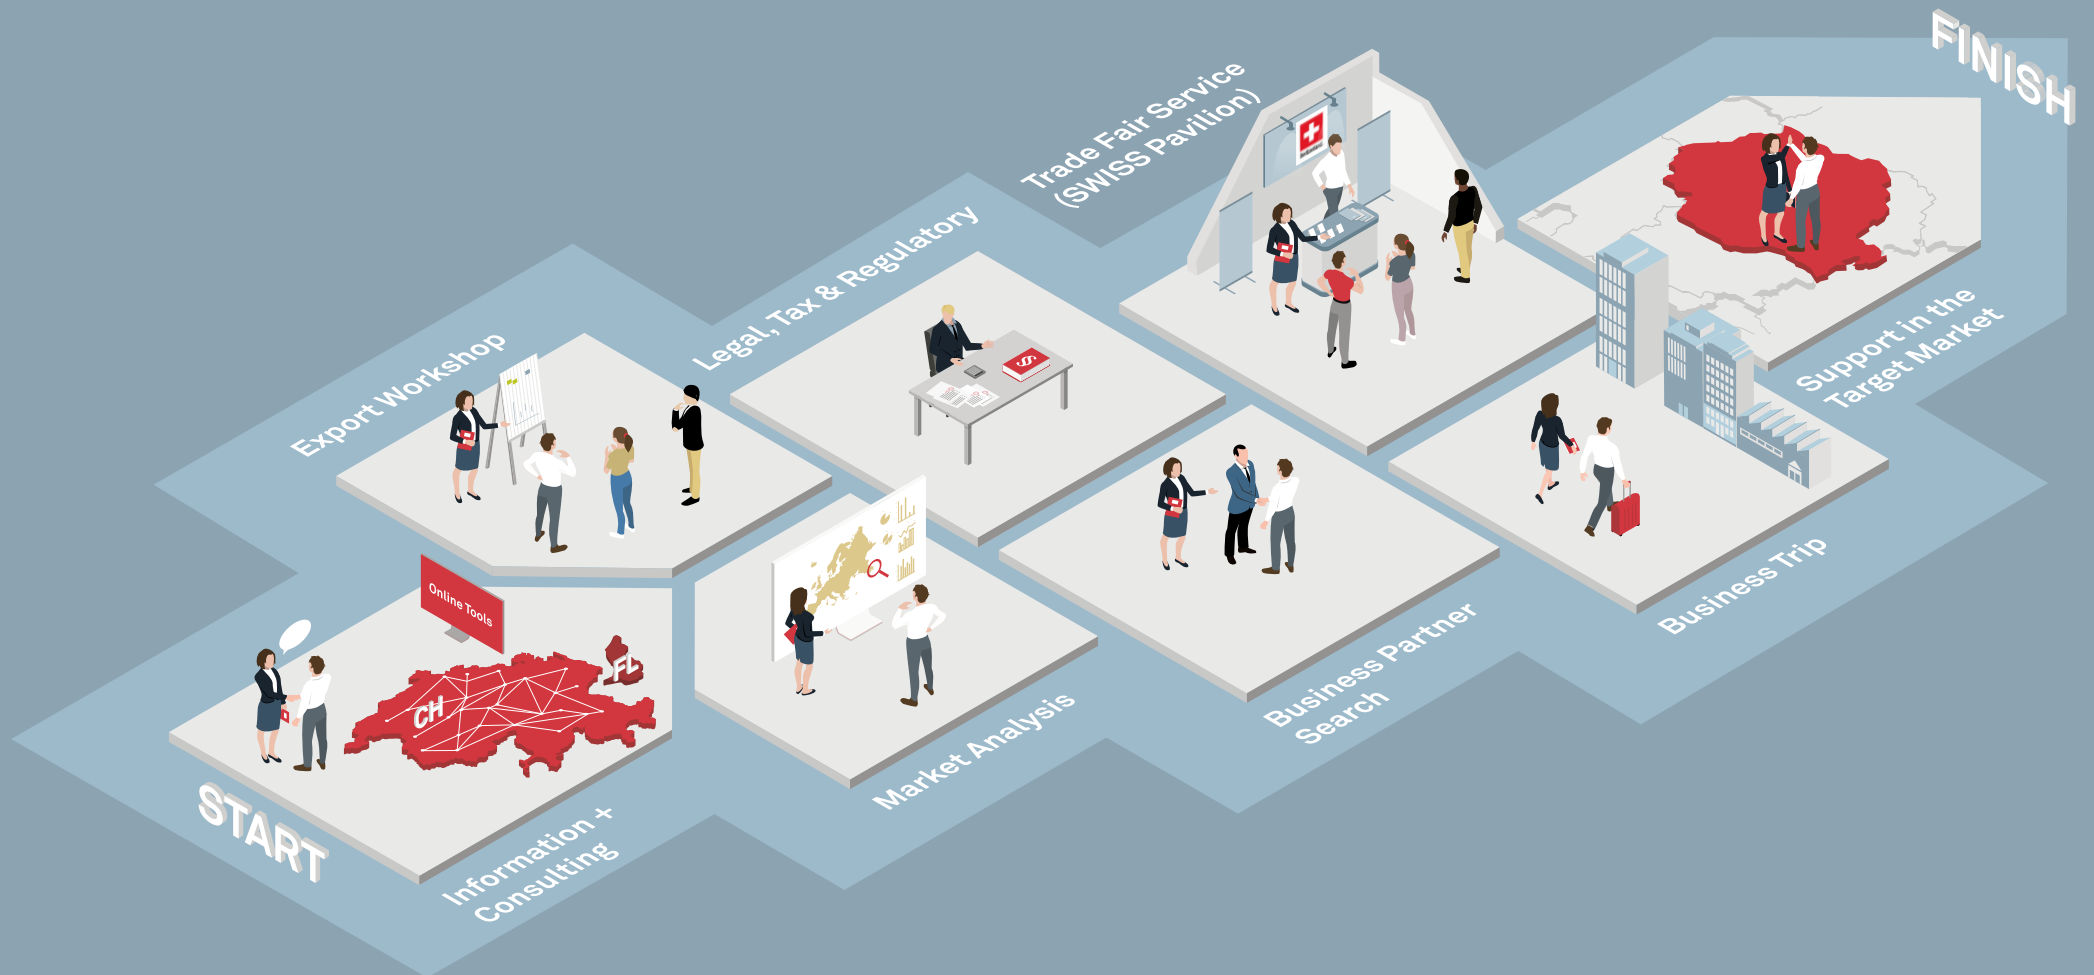 START
Information +
Consulting
Online Tools
CH
FL
Export Workshop
Market Analysis
Legal, Tax & Regulatory
§
Business Partner
Search
Trade Fair Service
(SWISS Pavilion)
Business Trip
Support in the
Target Market
FINISH